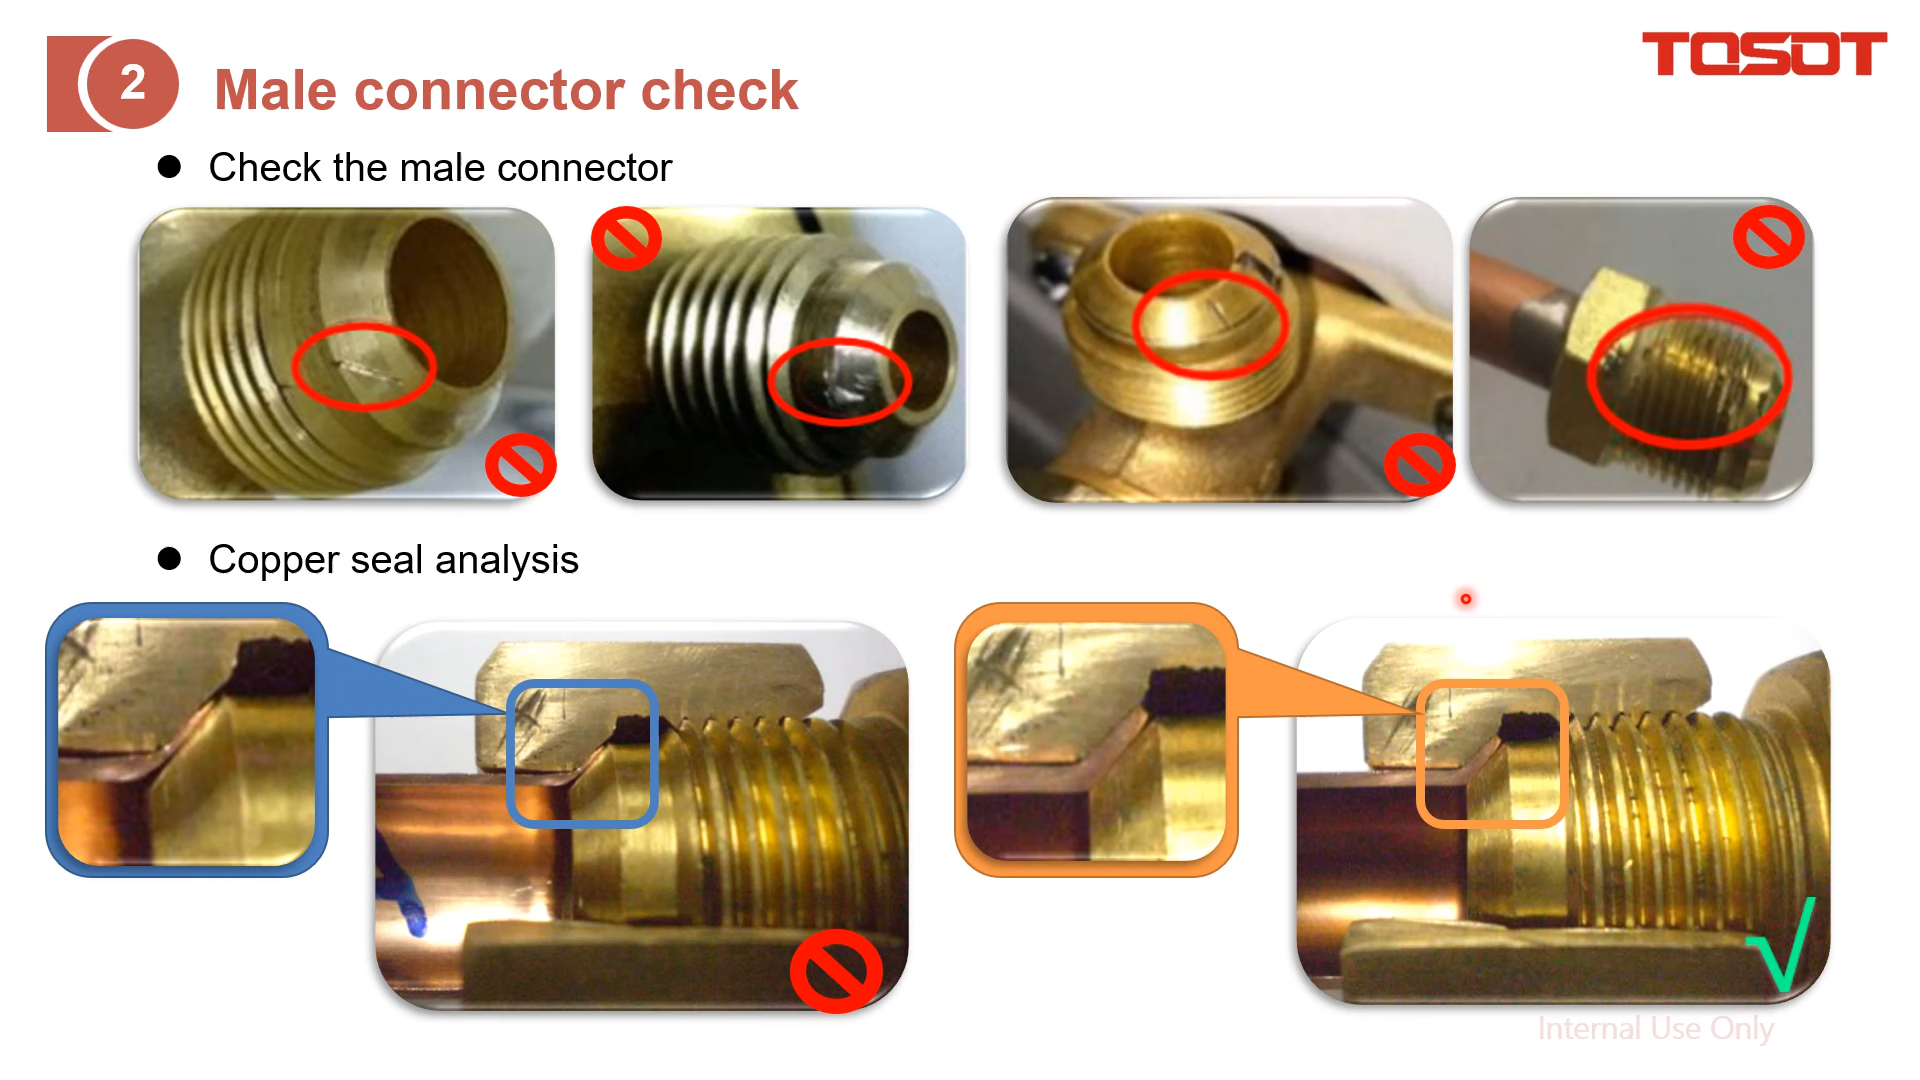 2
Male connector check
TOSOT
Check the male connector
Copper seal analysis
Internal Use Only